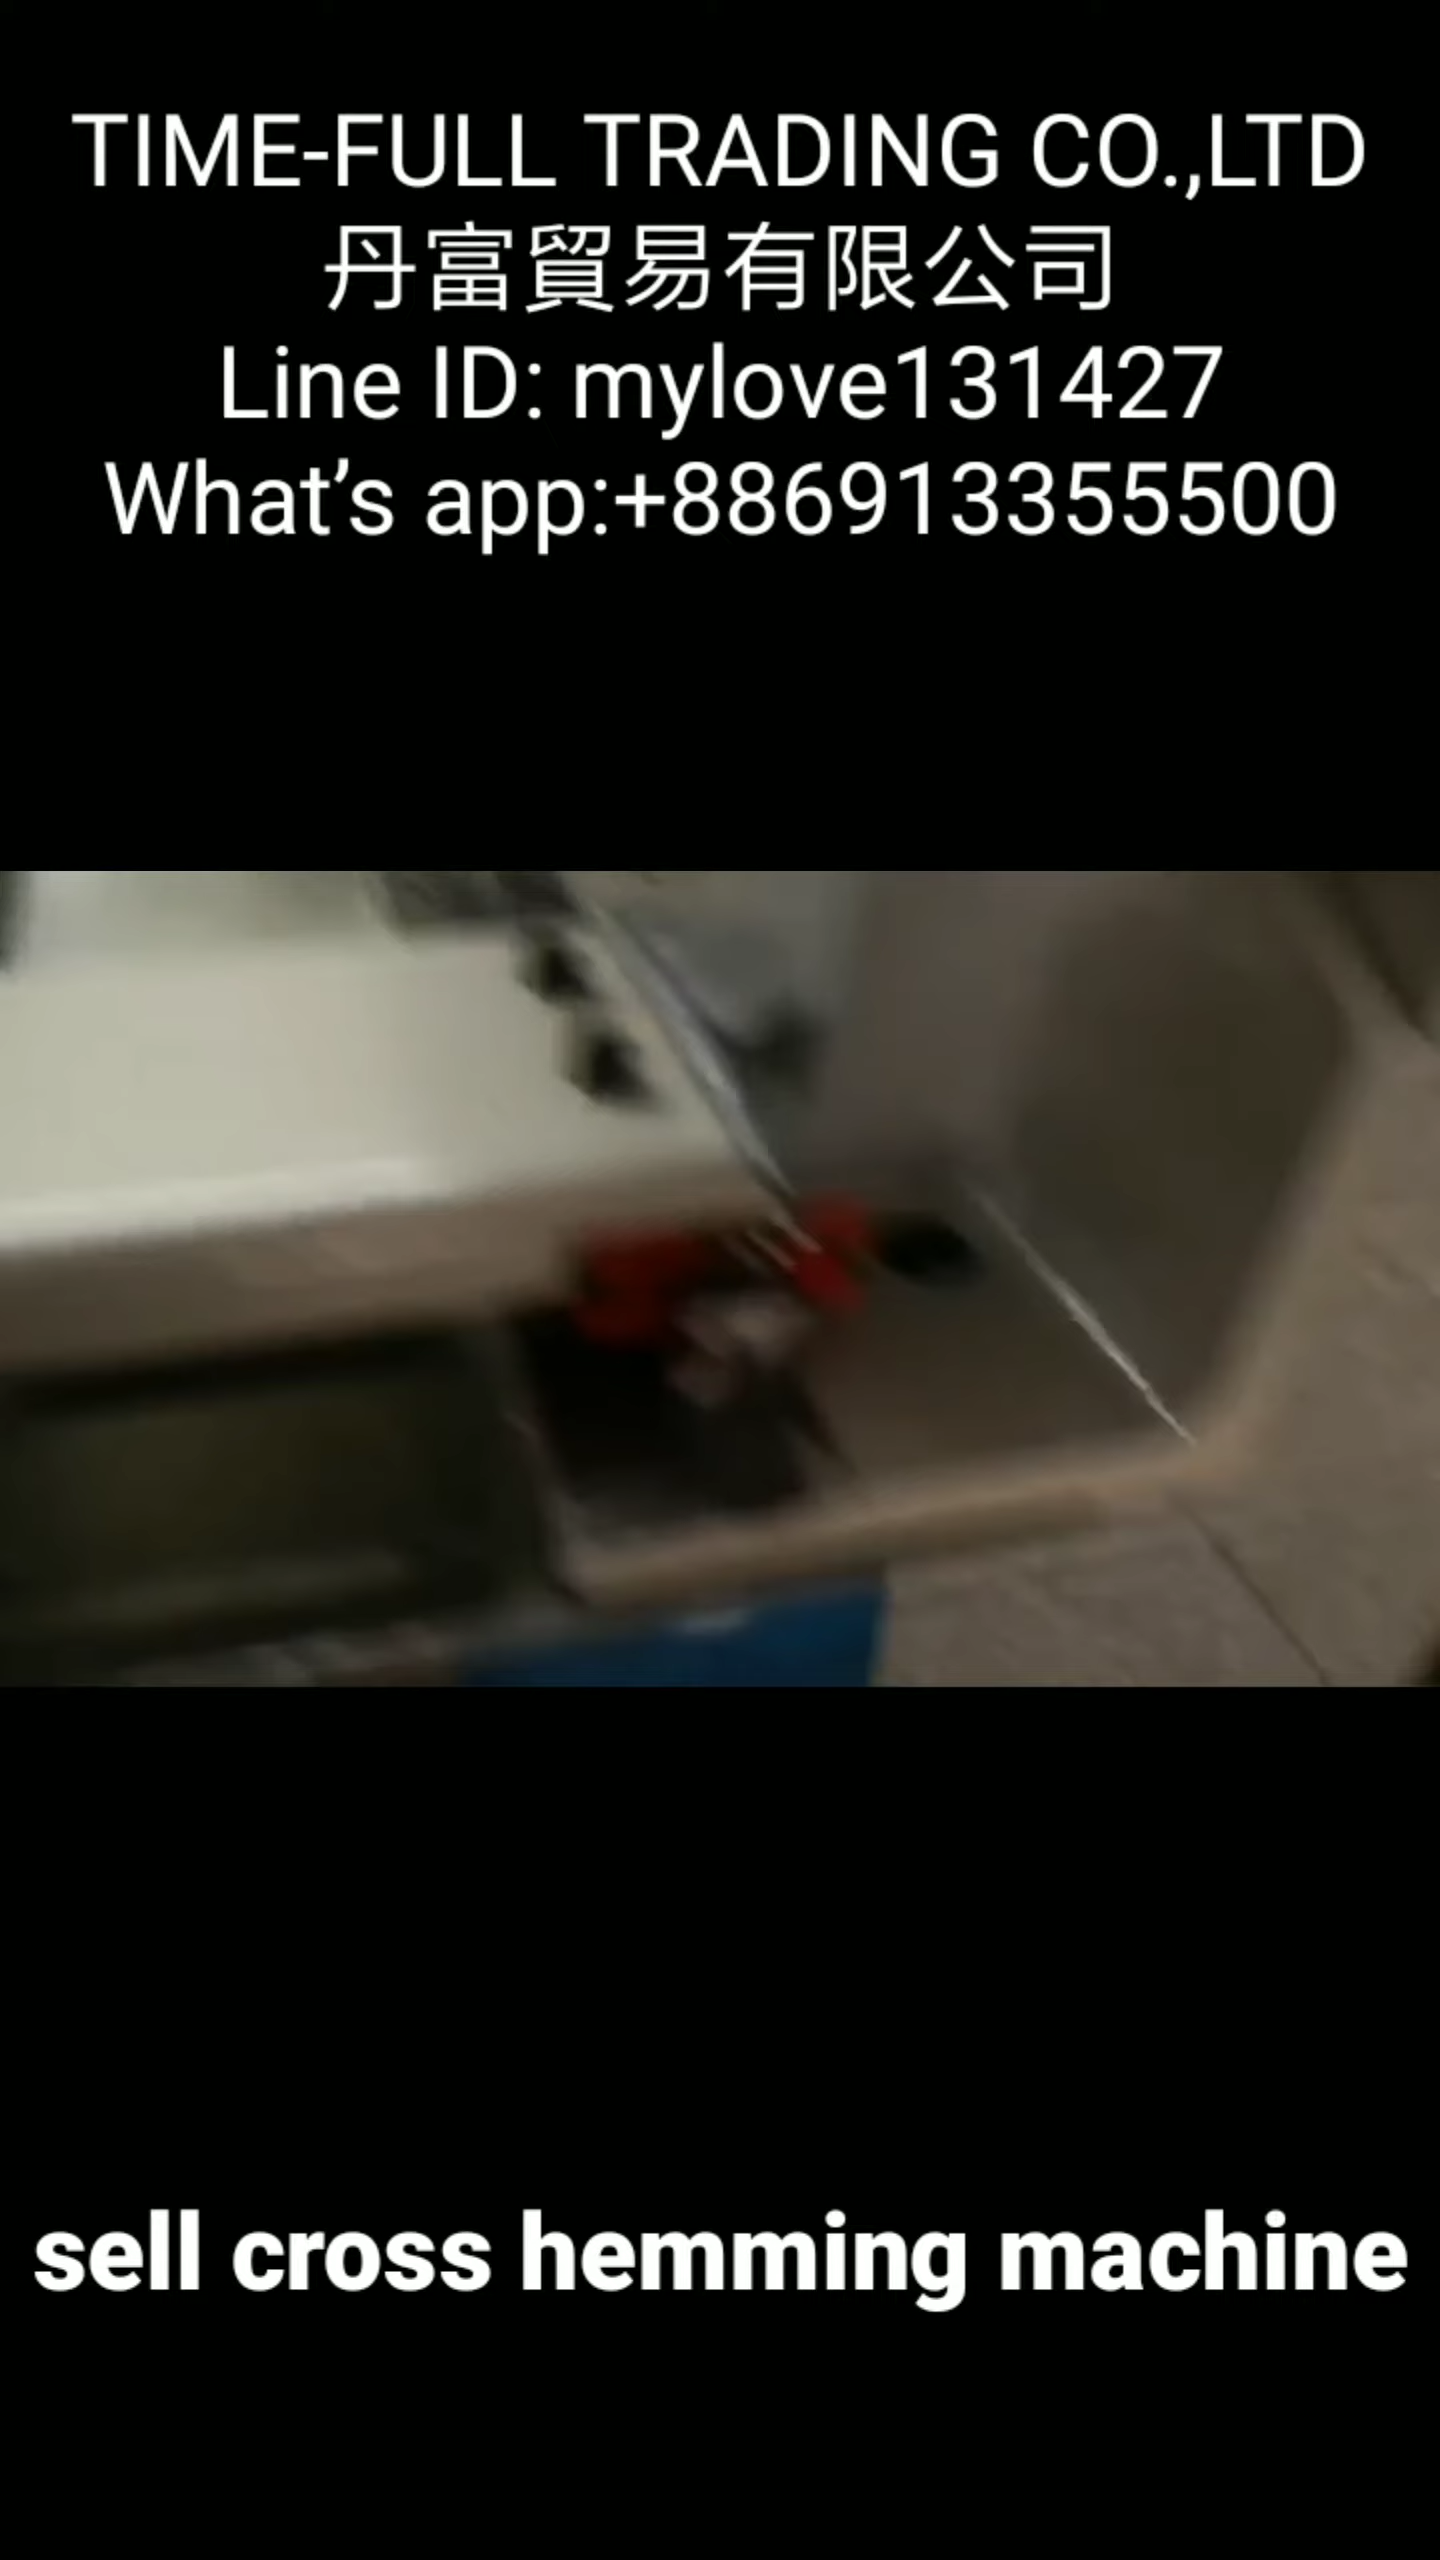 TIME-FULL TRADING CO.,LTD
丹富貿易有限公司
Line ID: mylove131427
What’s app:+886913355500
sell cross hemming machine